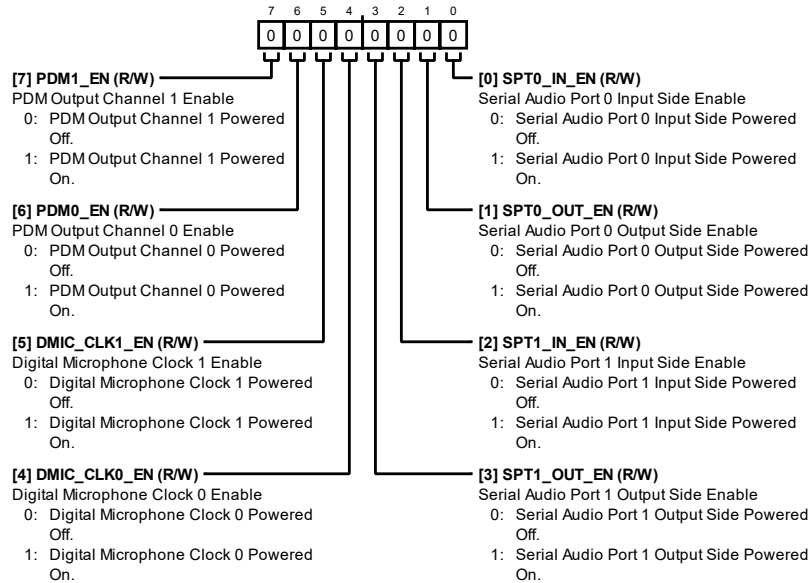 7 6 5 4 3 2 1 0
0 0 0 0 0 0 0 0
[7] PDM1_EN (R/W)
PDM Output Channel 1 Enable
0: PDM Output Channel 1 Powered
Off.
1: PDM Output Channel 1 Powered
On.
[6] PDM0_EN (R/W)
PDM Output Channel 0 Enable
0: PDM Output Channel 0 Powered
Off.
1: PDM Output Channel 0 Powered
On.
[5] DMIC_CLK1_EN (R/W)
Digital Microphone Clock 1 Enable
0: Digital Microphone Clock 1 Powered
Off.
1: Digital Microphone Clock 1 Powered
On.
[4] DMIC_CLK0_EN (R/W)
Digital Microphone Clock 0 Enable
0: Digital Microphone Clock 0 Powered
Off.
1: Digital Microphone Clock 0 Powered
On.
[0] SPT0_IN_EN (R/W)
Serial Audio Port 0 Input Side Enable
0: Serial Audio Port 0 Input Side Powered
Off.
1: Serial Audio Port 0 Input Side Powered
On.
[1] SPT0_OUT_EN (R/W)
Serial Audio Port 0 Output Side Enable
0: Serial Audio Port 0 Output Side Powered
Off.
1: Serial Audio Port 0 Output Side Powered
On.
[2] SPT1_IN_EN (R/W)
Serial Audio Port 1 Input Side Enable
0: Serial Audio Port 1 Input Side Powered
Off.
1: Serial Audio Port 1 Input Side Powered
On.
[3] SPT1_OUT_EN (R/W)
Serial Audio Port 1 Output Side Enable
0: Serial Audio Port 1 Output Side Powered
Off.
1: Serial Audio Port 1 Output Side Powered
On.